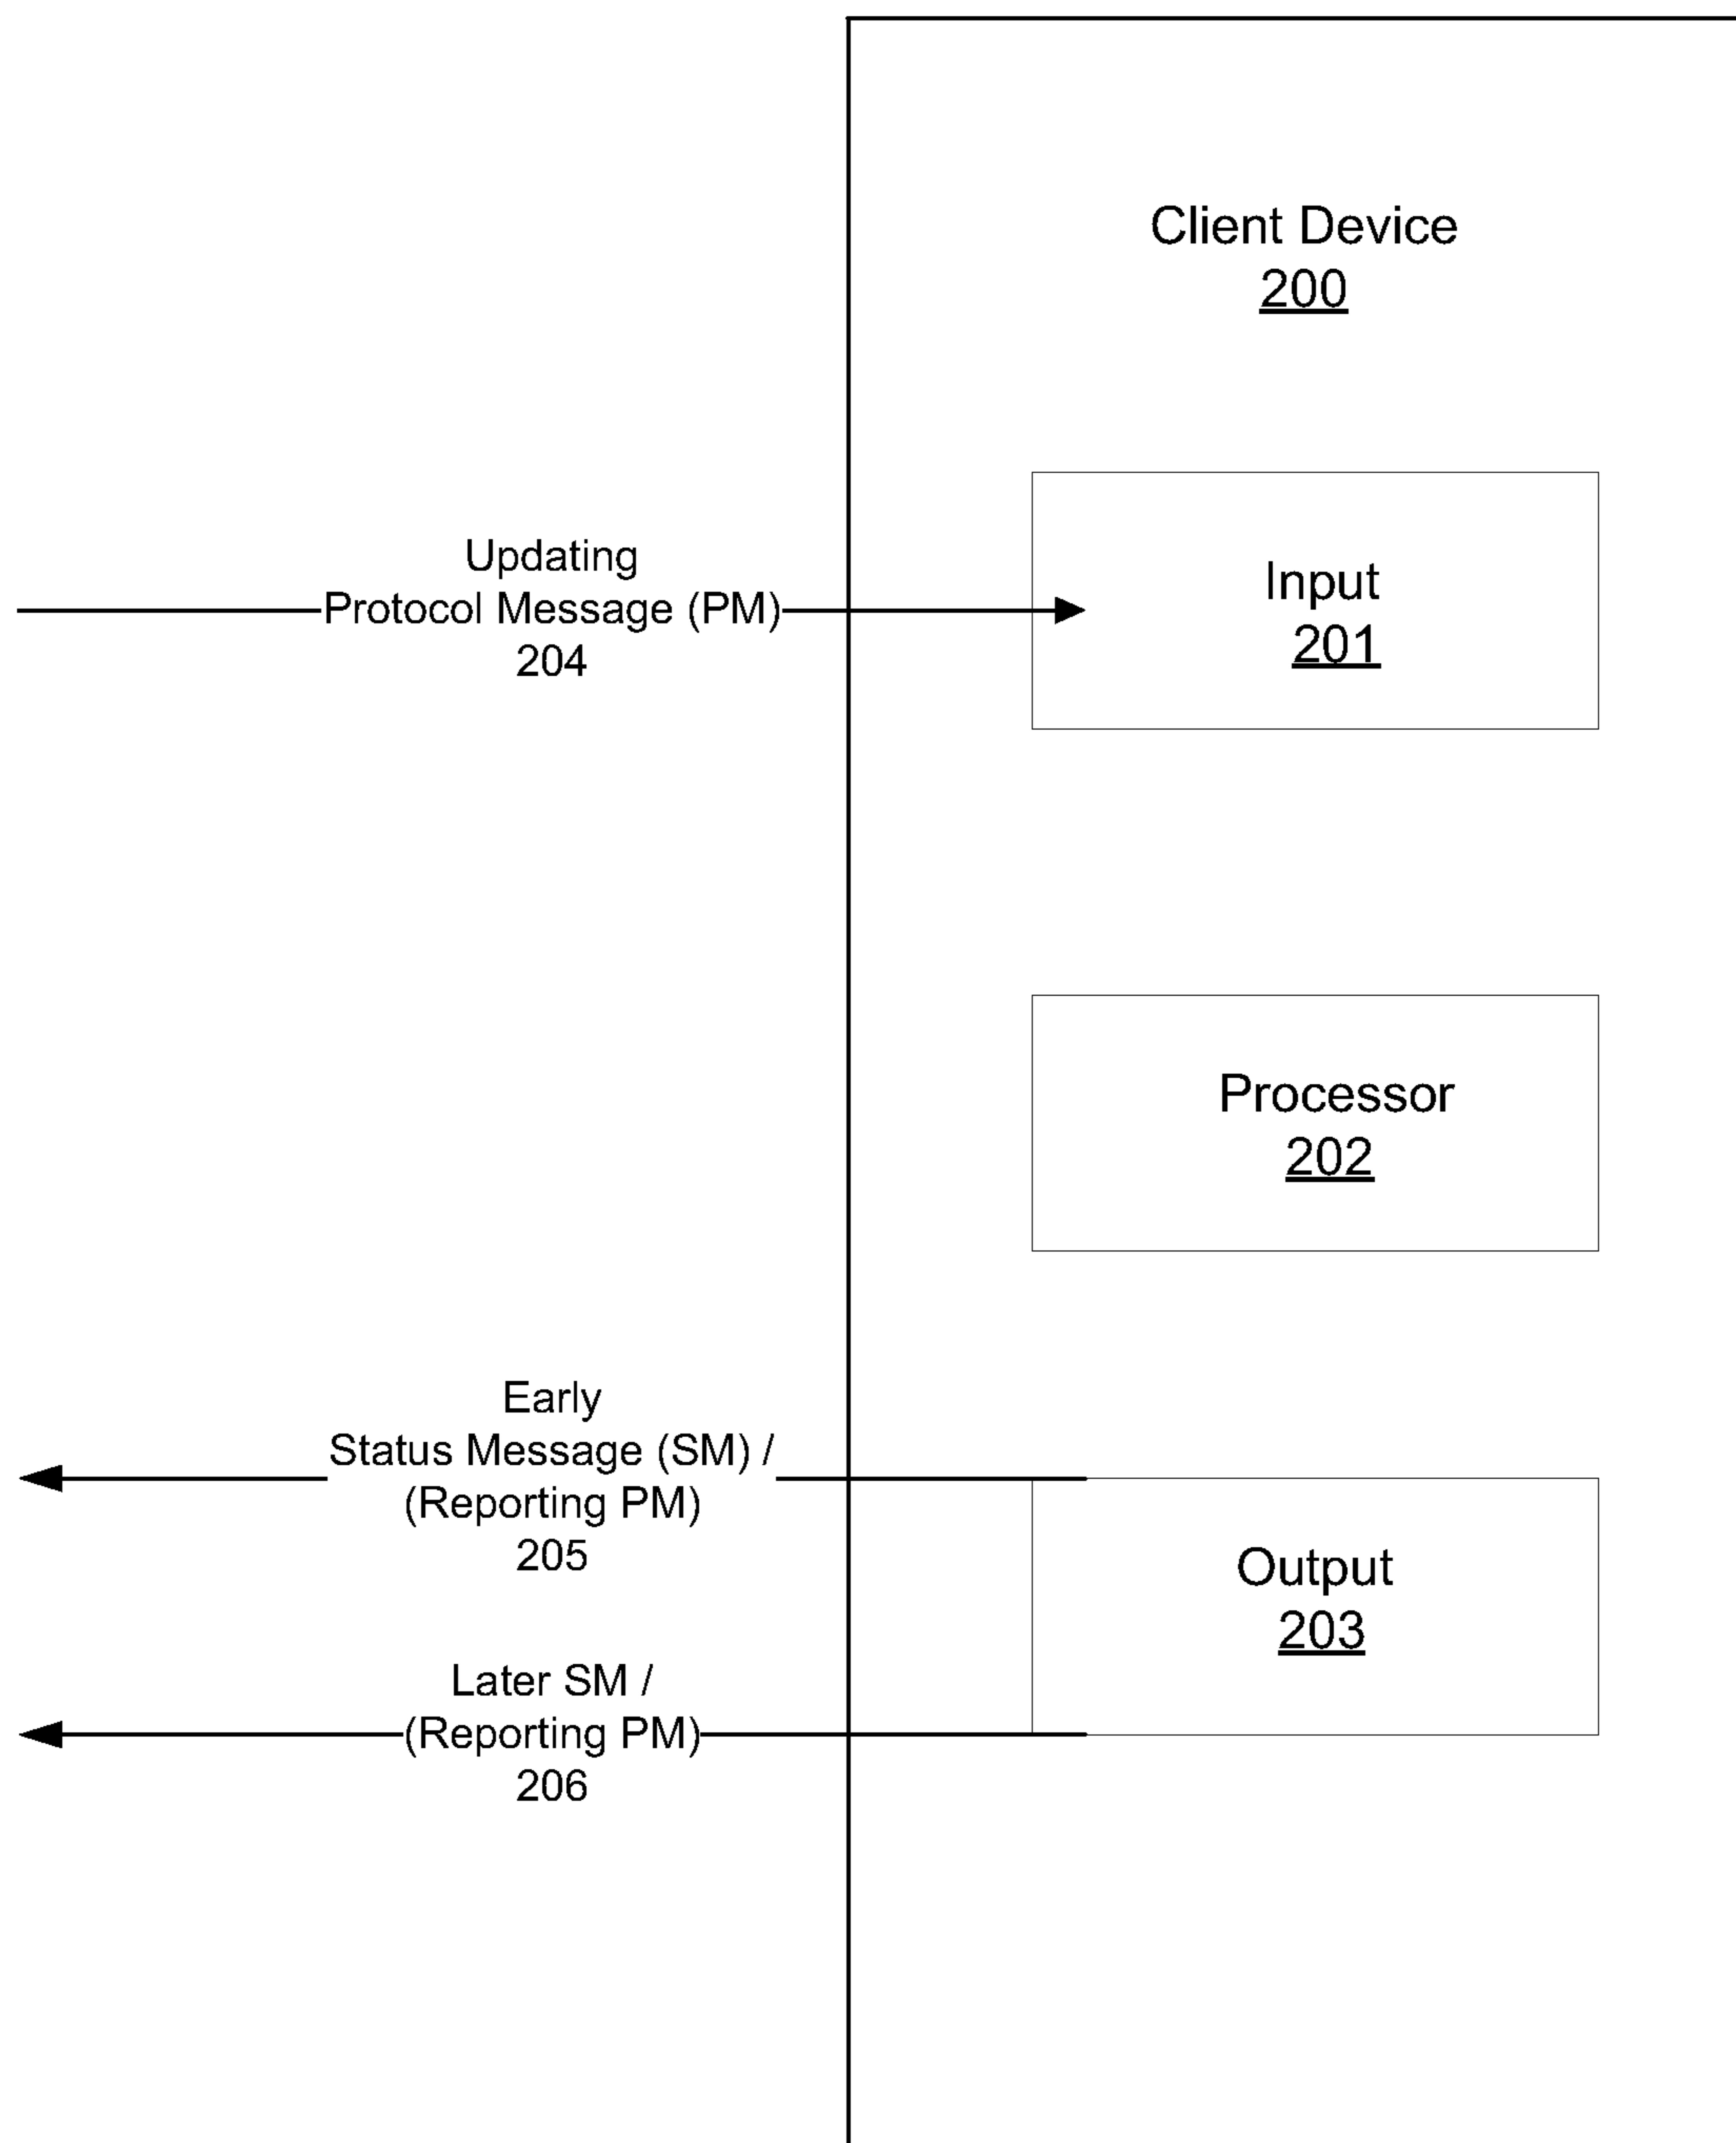 Client Device
200
Updating
Protocol Message (PM)
204
Input
201
Processor
202
Early
Status Message (SM) /
(Reporting PM)
205
Output
203
Later SM /
(Reporting PM)
206